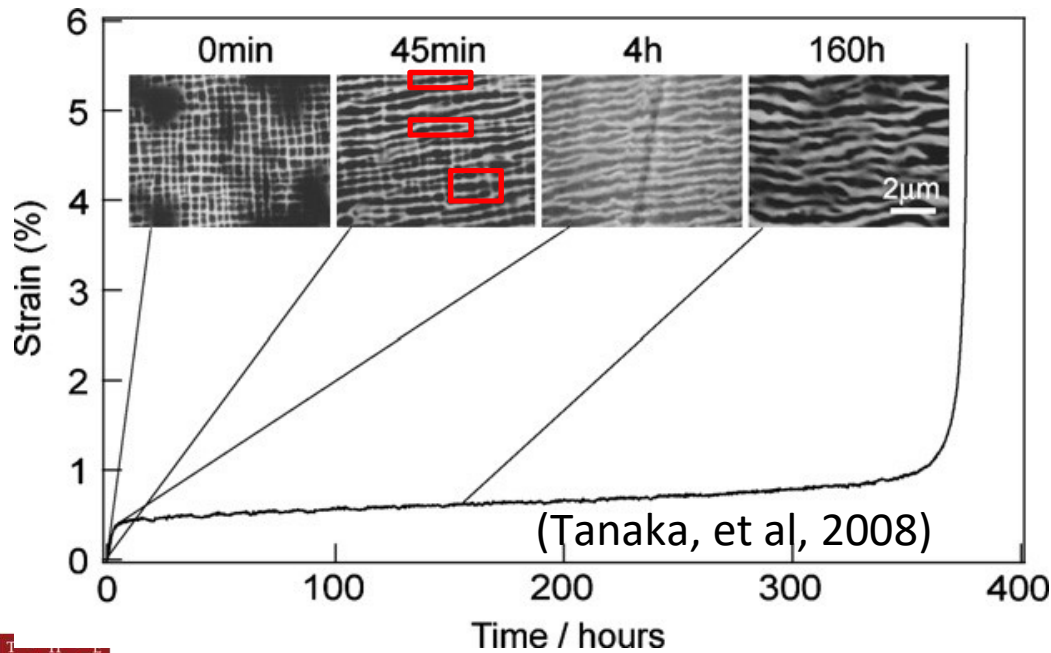 6
5
4
3
2
1
0
Strain (%)
0min 45min 4h 160h
2μm
(Tanaka, et al, 2008)
0 100 200 300 400
Time / hours